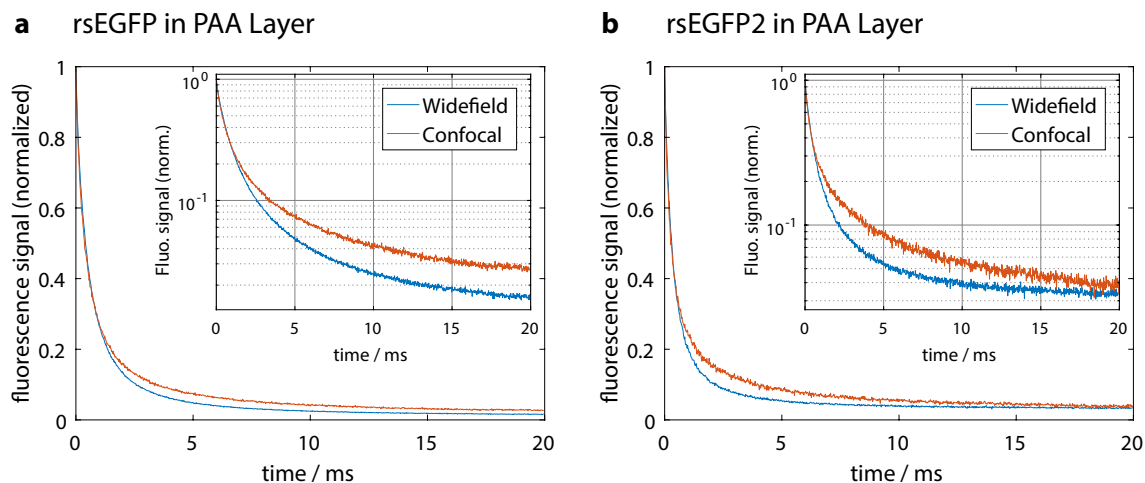 a rsEGFP in PAA Layer
fluorescence signal (normalized)
1
0.8
0.6
0.4
0.2
0
0 5 10 15 20
time / ms
Fluo. signal (norm.)
10⁰
10⁻¹
0 5 10 15 20
time / ms
Widefield
Confocal
b rsEGFP2 in PAA Layer
fluorescence signal (normalized)
1
0.8
0.6
0.4
0.2
0
0 5 10 15 20
time / ms
Fluo. signal (norm.)
10⁰
10⁻¹
0 5 10 15 20
time / ms
Widefield
Confocal